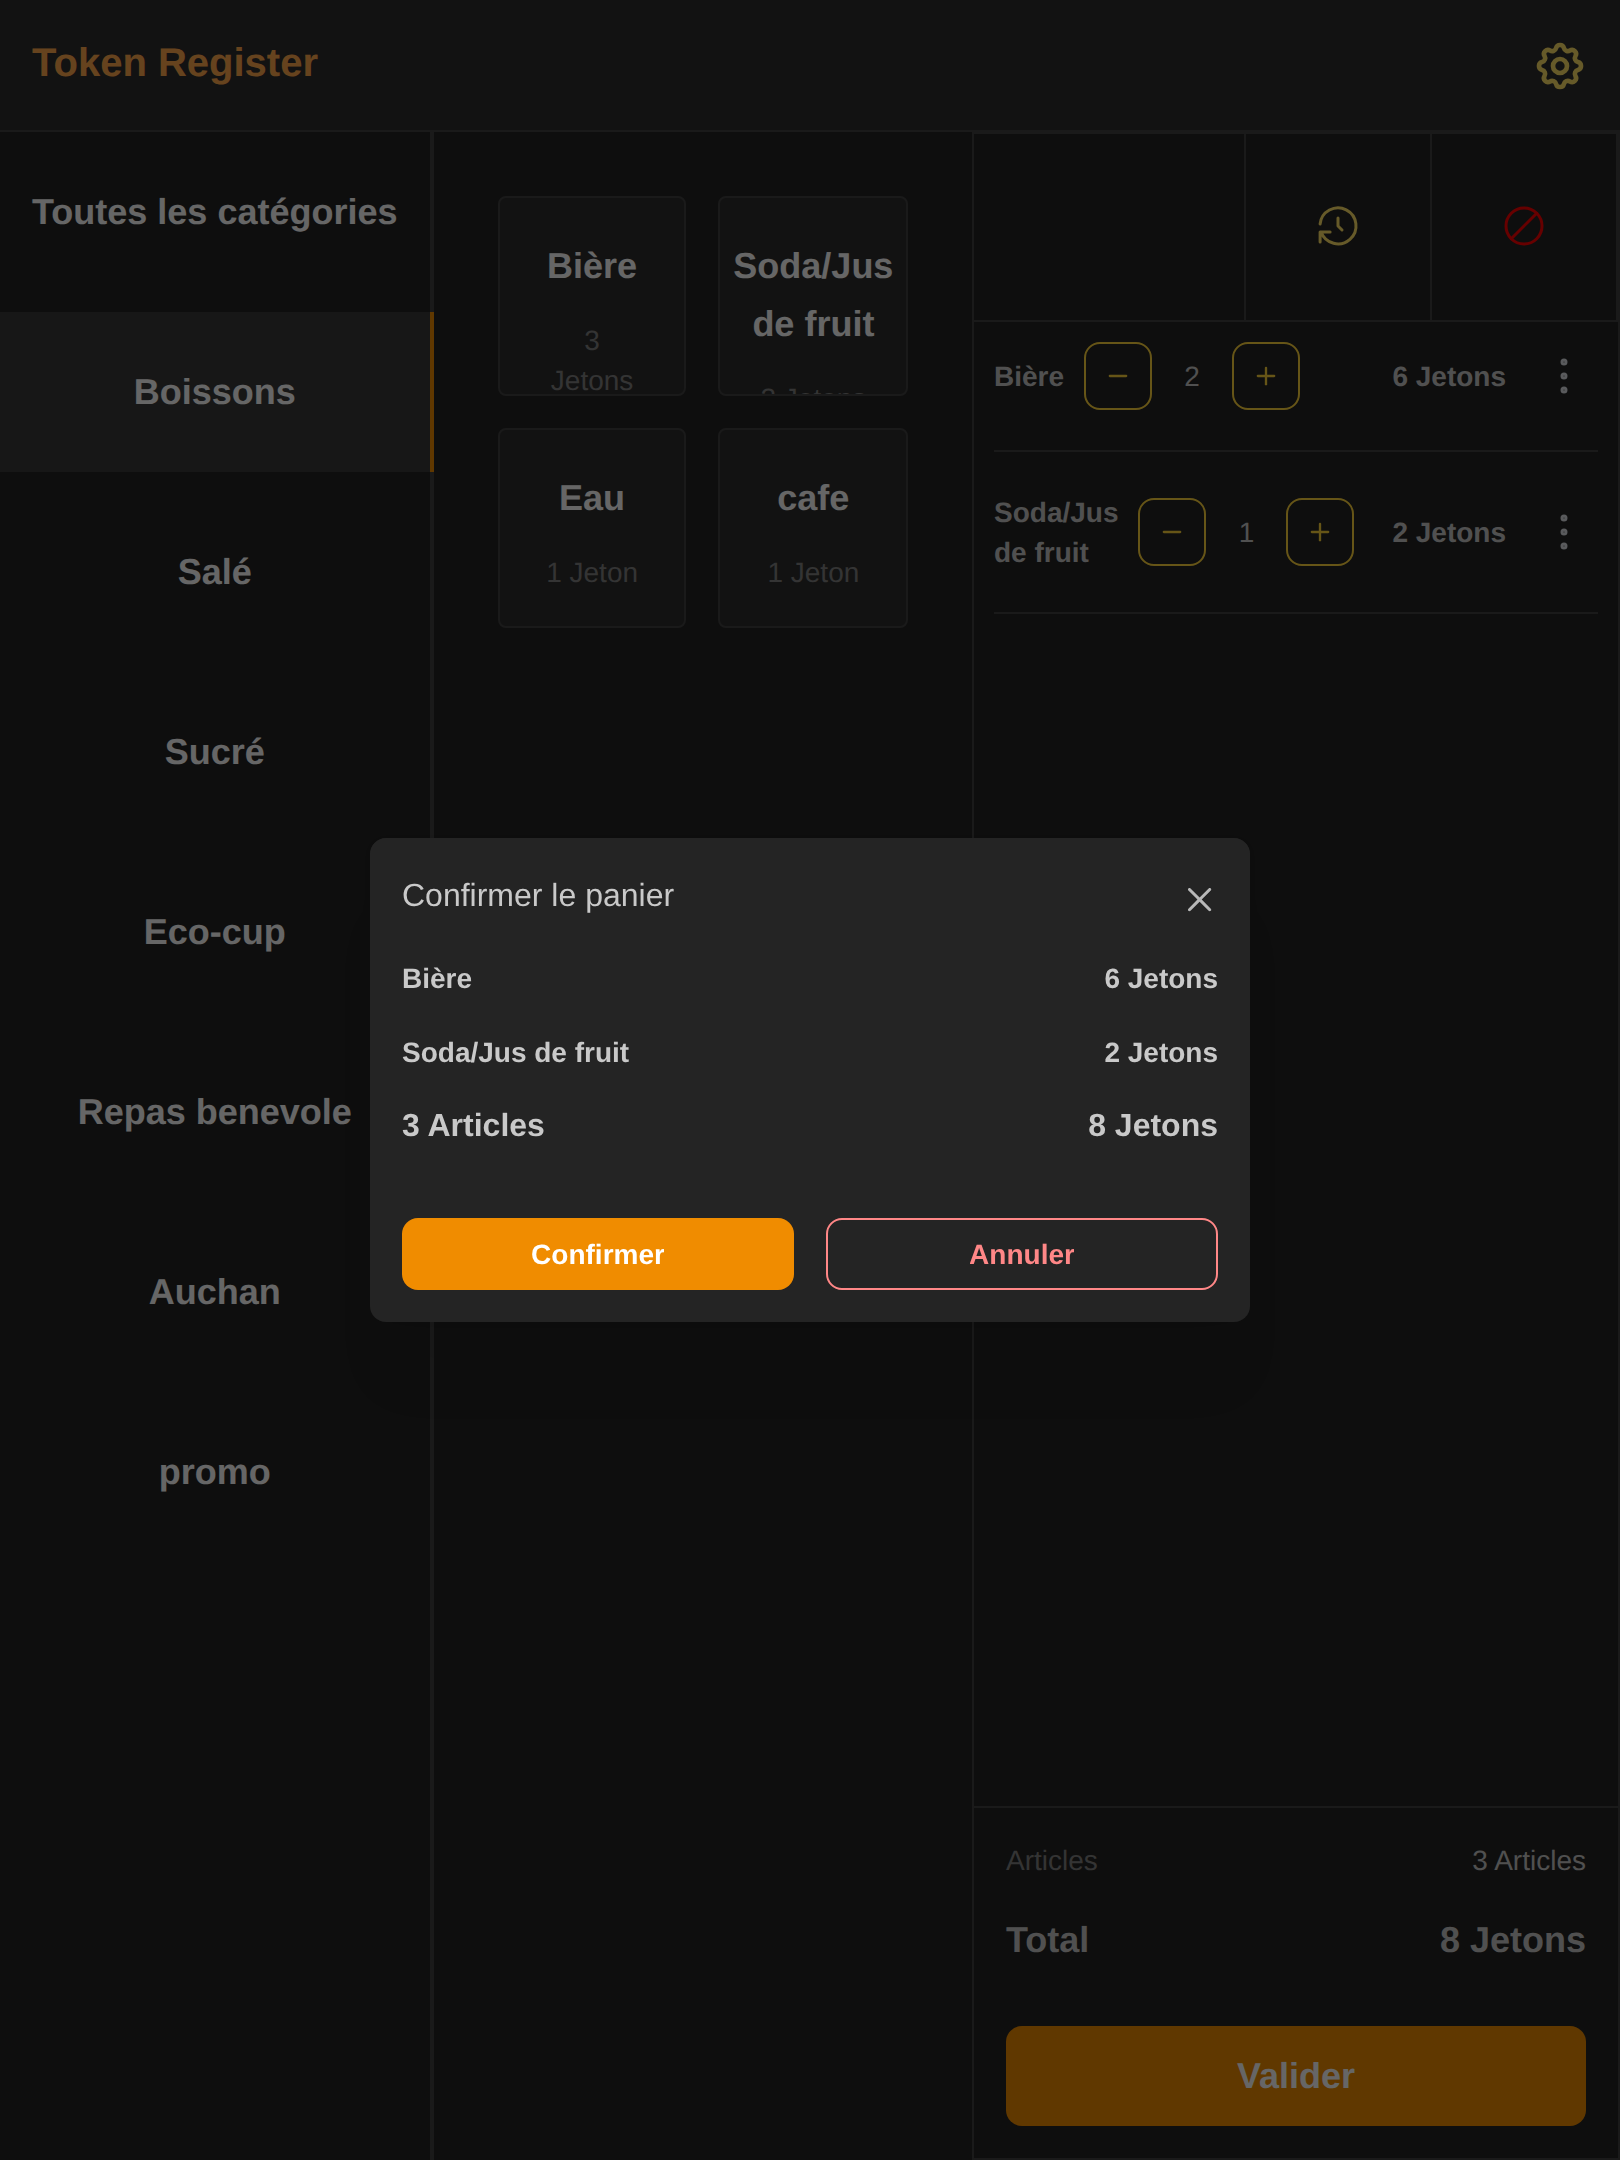 Token Register
Toutes les catégories
Boissons
Salé
Sucré
Eco-cup
Repas benevole
Auchan
promo
Bière
3
Jetons
Soda/Jus
de fruit
Eau
1 Jeton
cafe
1 Jeton
Bière
2
6 Jetons
Soda/Jus
de fruit
1
2 Jetons
Confirmer le panier
Bière
6 Jetons
Soda/Jus de fruit
2 Jetons
3 Articles
8 Jetons
Confirmer
Annuler
Articles
3 Articles
Total
8 Jetons
Valider